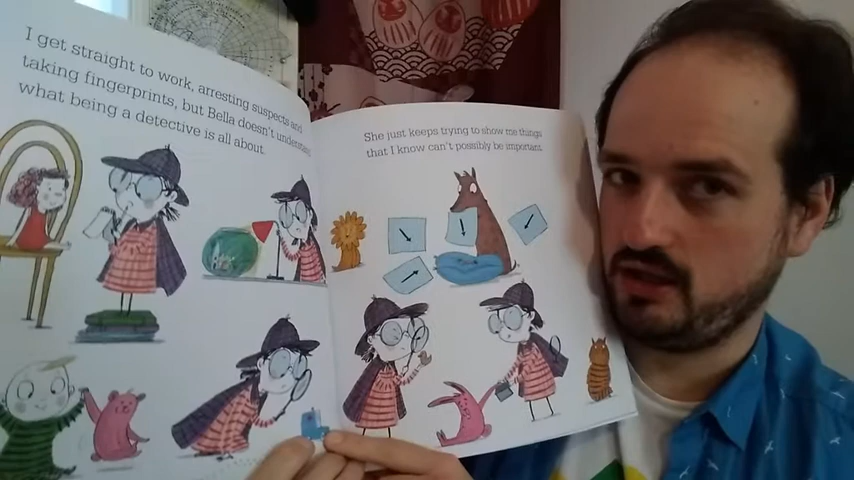 I get straight to work, arresting suspects and
taking fingerprints, but Bella doesn't understand
what being a detective is all about.
She just keeps trying to show me things
that I know can't possibly be important.